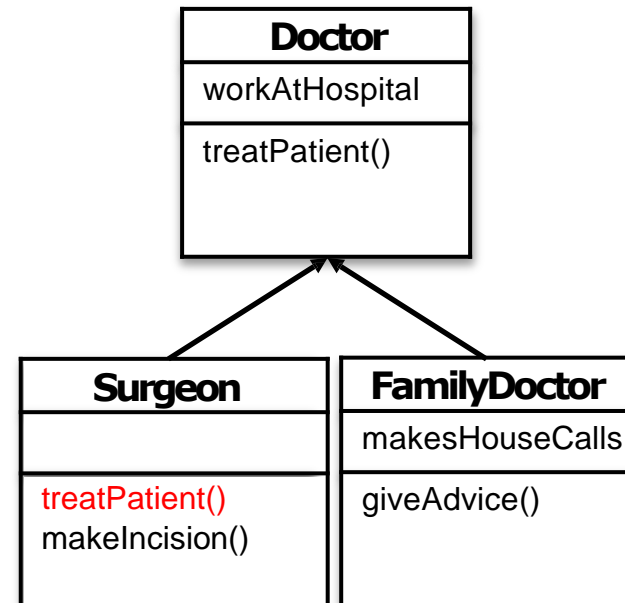 Doctor
workAtHospital
treatPatient()
Surgeon
treatPatient()
makeIncision()
FamilyDoctor
makesHouseCalls
giveAdvice()